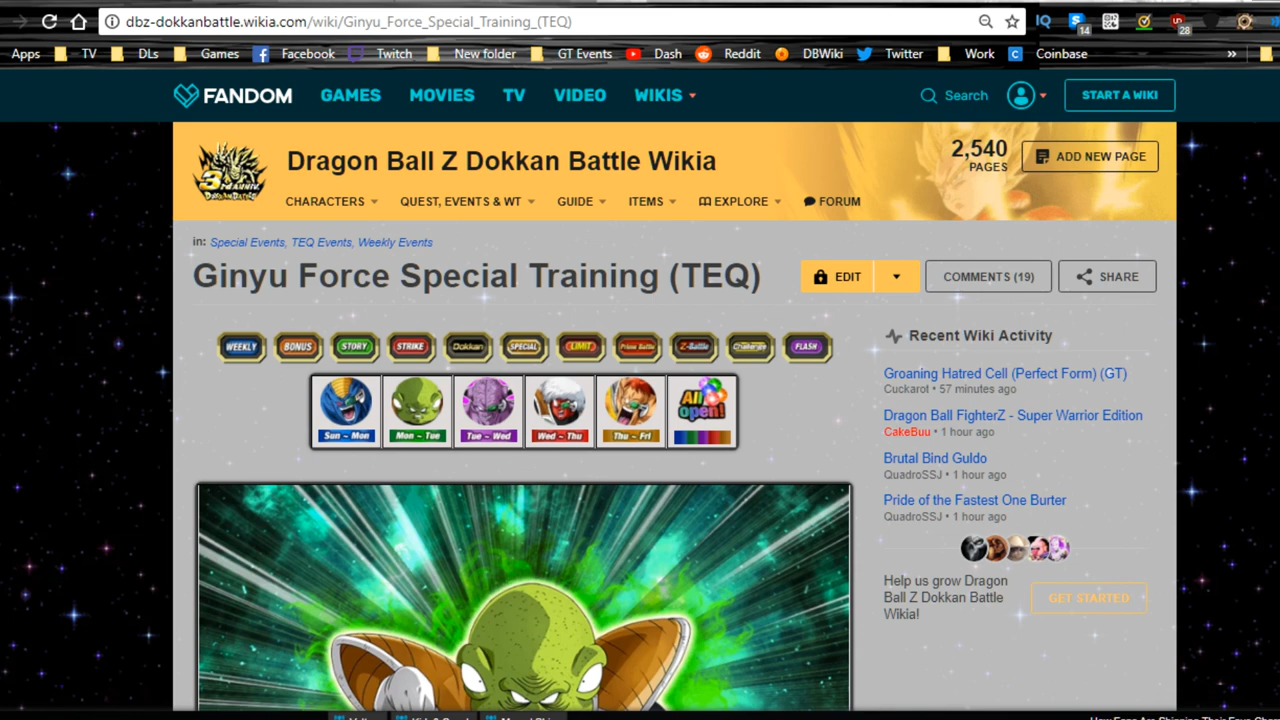 dbz-dokkanbattle.wikia.com/wiki/Ginyu_Force_Special_Training_(TEQ)
IQ
14
28
Apps TV DLs Games Facebook Twitch New folder GT Events Dash Reddit DBWiki Twitter Work Coinbase »
FANDOM GAMES MOVIES TV VIDEO WIKIS Search START A WIKI
3
DOKKAN BATTLE
Dragon Ball Z Dokkan Battle Wikia
2,540
PAGES
ADD NEW PAGE
CHARACTERS QUEST, EVENTS & WT GUIDE ITEMS EXPLORE FORUM
in: Special Events, TEQ Events, Weekly Events
Ginyu Force Special Training (TEQ)
EDIT COMMENTS (19) SHARE
WEEKLY BONUS STORY STRIKE Dokkan SPECIAL LIMIT Prime Battle Z-Battle Challenge FLASH
All open!
Sun ~ Mon Mon ~ Tue Tue ~ Wed Wed ~ Thu Thu ~ Fri
Recent Wiki Activity
Groaning Hatred Cell (Perfect Form) (GT)
Cuckarot • 57 minutes ago
Dragon Ball FighterZ - Super Warrior Edition
CakeBuu • 1 hour ago
Brutal Bind Guldo
QuadroSSJ • 1 hour ago
Pride of the Fastest One Burter
QuadroSSJ • 1 hour ago
Help us grow Dragon
Ball Z Dokkan Battle
Wikia!
GET STARTED